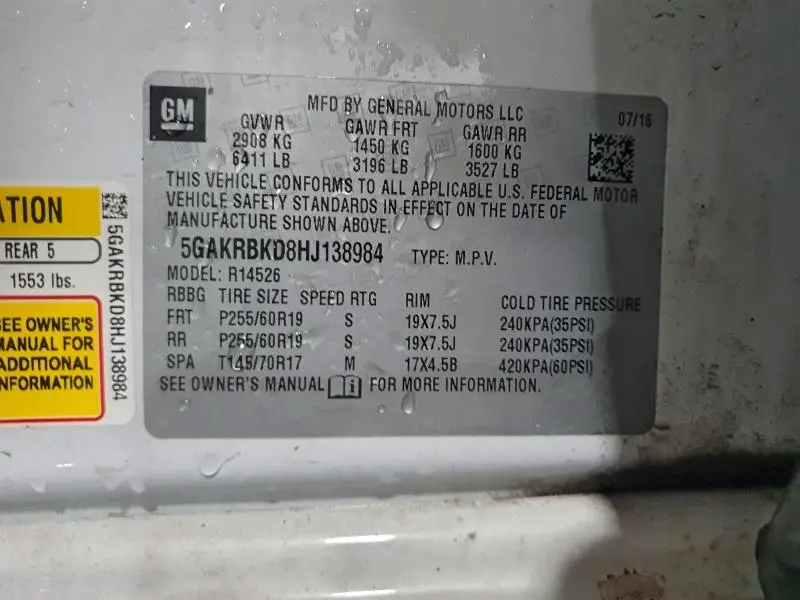 GM
MFD BY GENERAL MOTORS LLC
07/16
GVWR GAWR FRT GAWR RR
2908 KG 1450 KG 1600 KG
6411 LB 3196 LB 3527 LB
THIS VEHICLE CONFORMS TO ALL APPLICABLE U.S. FEDERAL MOTOR
VEHICLE SAFETY STANDARDS IN EFFECT ON THE DATE OF
MANUFACTURE SHOWN ABOVE.
5GAKRBKD8HJ138984 TYPE: M.P.V.
MODEL: R14526
RBBG TIRE SIZE SPEED RTG RIM COLD TIRE PRESSURE
FRT P255/60R19 S 19X7.5J 240KPA(35PSI)
RR P255/60R19 S 19X7.5J 240KPA(35PSI)
SPA T145/70R17 M 17X4.5B 420KPA(60PSI)
SEE OWNER'S MANUAL FOR MORE INFORMATION.
ATION
REAR 5
1553 lbs.
SEE OWNER'S
MANUAL FOR
ADDITIONAL
INFORMATION
5GAKRBKD8HJ138984